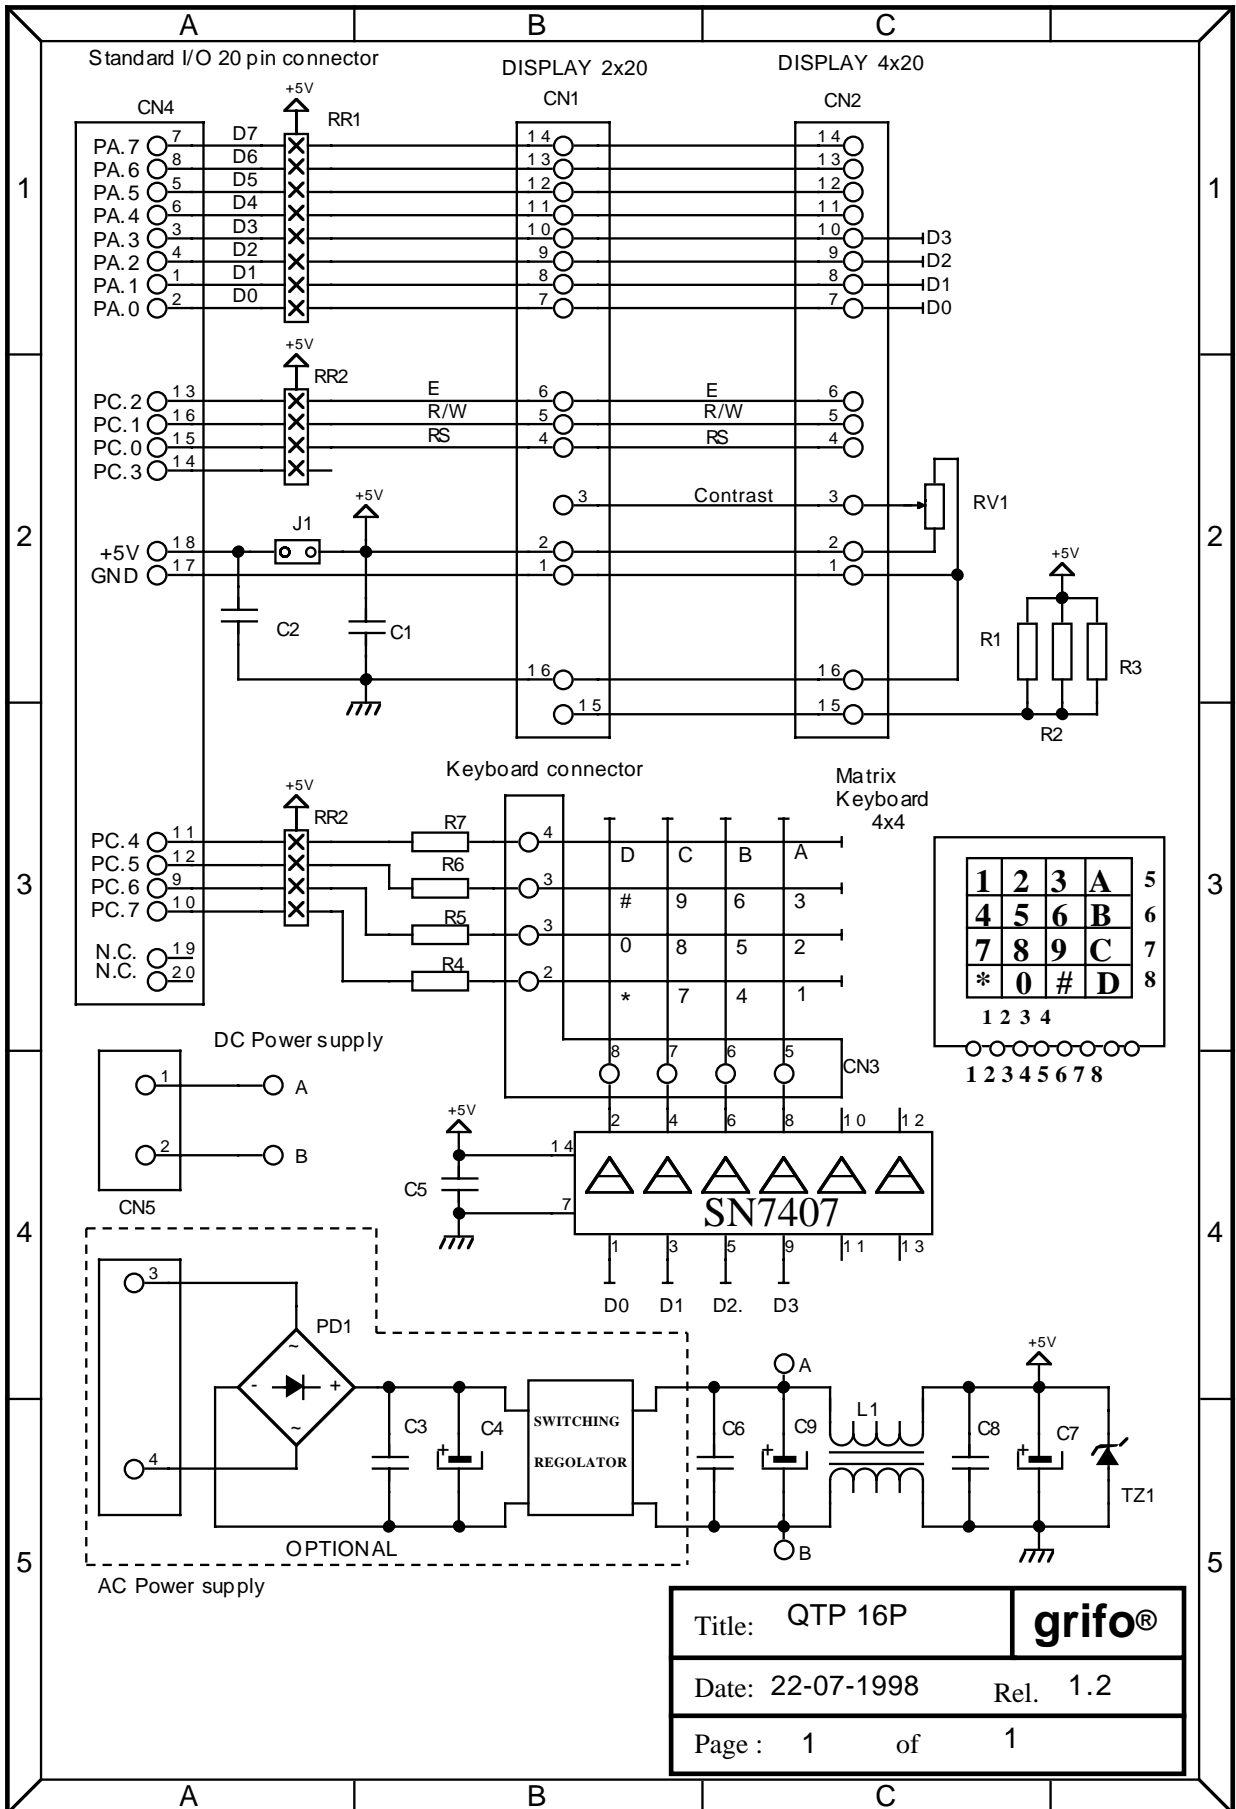 A B C
Standard I/O 20 pin connector
DISPLAY 2x20
DISPLAY 4x20
CN4
+5V
RR1
CN1
CN2
PA.7 7 D7 14 14
PA.6 8 D6 13 13
PA.5 5 D5 12 12
PA.4 6 D4 11 11
PA.3 3 D3 10 10 D3
PA.2 4 D2 9 9 D2
PA.1 1 D1 8 8 D1
PA.0 2 D0 7 7 D0
1 1
+5V
RR2
PC.2 13 E 6 E 6
PC.1 16 R/W 5 R/W 5
PC.0 15 RS 4 RS 4
PC.3 14
+5V
3 Contrast 3 RV1
J1
2 2
+5V 18 2 2
GND 17 1 1
+5V
C2 C1
R1 R3
16 16
15 15
R2
Keyboard connector
Matrix
Keyboard
4x4
+5V
RR2
PC.4 11 R7 4 D C B A
PC.5 12 R6 3 # 9 6 3
PC.6 9 R5 3 0 8 5 2
PC.7 10 R4 2 * 7 4 1
N.C. 19
N.C. 20
3 3
1 2 3 A 5
4 5 6 B 6
7 8 9 C 7
* 0 # D 8
1 2 3 4
1 2 3 4 5 6 7 8
DC Power supply
8 7 6 5 CN3
1 A
2 B
CN5
+5V
2 4 6 8 10 12
14
C5
7
SN7407
1 3 5 9 11 13
D0 D1 D2. D3
4 4
3
PD1
~
- +
~
4
C3 C4
+
SWITCHING
REGOLATOR
OPTIONAL
AC Power supply
A
+5V
C6 C9 L1 C8 C7
+ +
TZ1
B
5 5
Title: QTP 16P grifo®
Date: 22-07-1998 Rel. 1.2
Page : 1 of 1
A B C